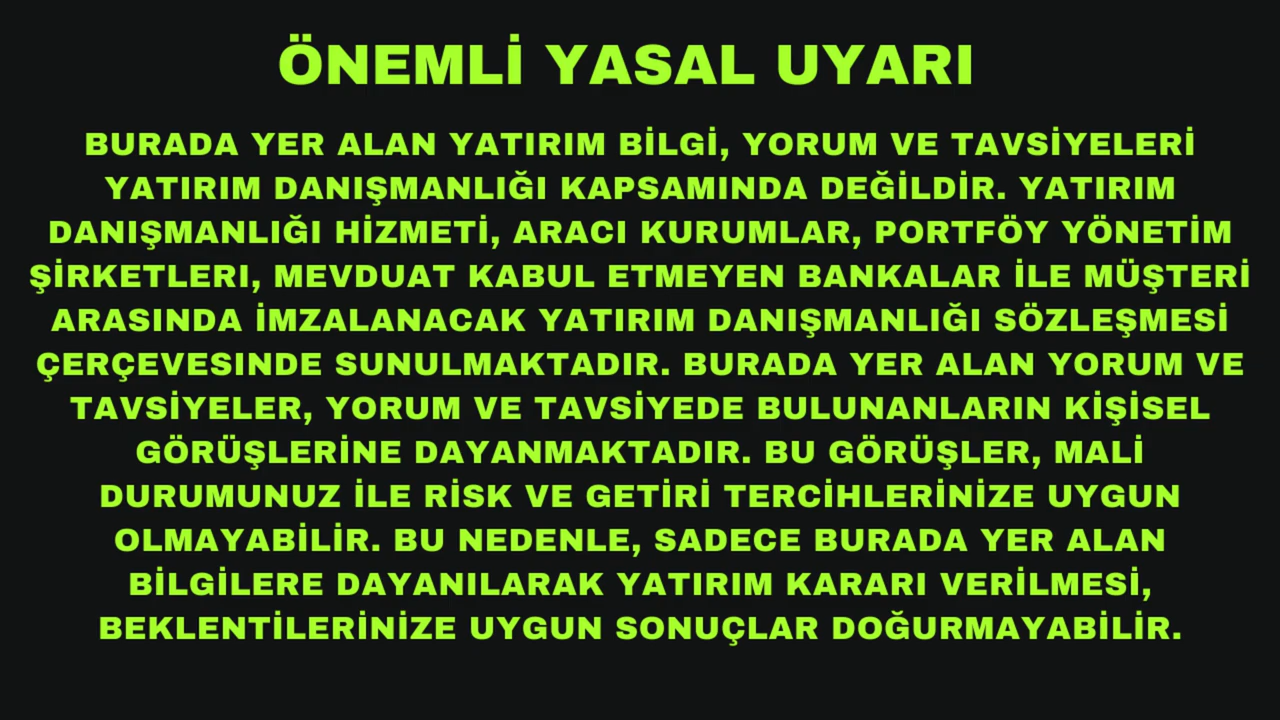 ÖNEMLİ YASAL UYARI
BURADA YER ALAN YATIRIM BİLGİ, YORUM VE TAVSİYELERİ
YATIRIM DANIŞMANLIĞI KAPSAMINDA DEĞİLDİR. YATIRIM
DANIŞMANLIĞI HİZMETİ, ARACI KURUMLAR, PORTFÖY YÖNETİM
ŞİRKETLERI, MEVDUAT KABUL ETMEYEN BANKALAR İLE MÜŞTERİ
ARASINDA İMZALANACAK YATIRIM DANIŞMANLIĞI SÖZLEŞMESİ
ÇERÇEVESINDE SUNULMAKTADIR. BURADA YER ALAN YORUM VE
TAVSİYELER, YORUM VE TAVSİYEDE BULUNANLARIN KİŞİSEL
GÖRÜŞLERİNE DAYANMAKTADIR. BU GÖRÜŞLER, MALİ
DURUMUNUZ İLE RİSK VE GETİRİ TERCİHLERİNİZE UYGUN
OLMAYABİLİR. BU NEDENLE, SADECE BURADA YER ALAN
BİLGİLERE DAYANILARAK YATIRIM KARARI VERİLMESİ,
BEKLENTİLERİNİZE UYGUN SONUÇLAR DOĞURMAYABİLİR.